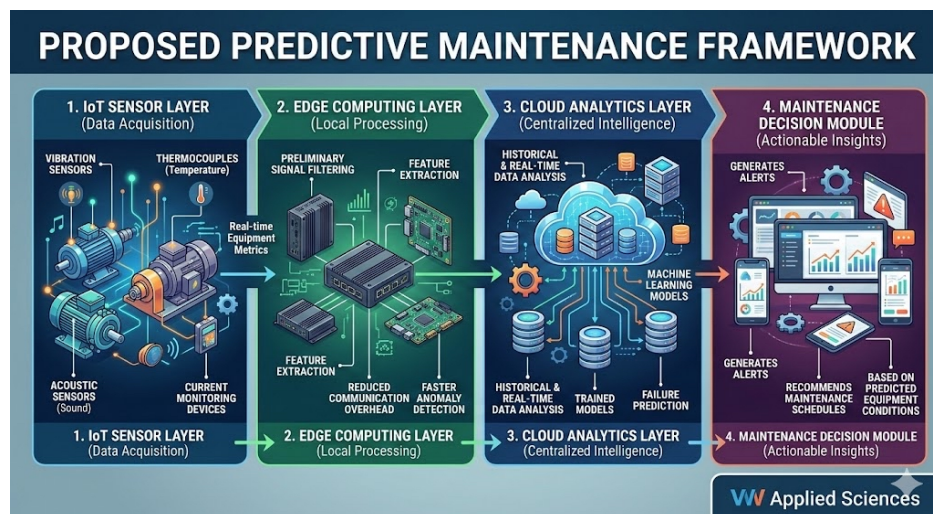 PROPOSED PREDICTIVE MAINTENANCE FRAMEWORK
1. IoT SENSOR LAYER
(Data Acquisition)
VIBRATION
SENSORS
THERMOCOUPLES
(Temperature)
Real-time
Equipment
Metrics
ACOUSTIC
SENSORS
(Sound)
CURRENT
MONITORING
DEVICES
1. IoT SENSOR LAYER
(Data Acquisition)
2. EDGE COMPUTING LAYER
(Local Processing)
PRELIMINARY
SIGNAL FILTERING
FEATURE
EXTRACTION
FEATURE
EXTRACTION
REDUCED
COMMUNICATION
OVERHEAD
FASTER
ANOMALY
DETECTION
2. EDGE COMPUTING LAYER
(Local Processing)
3. CLOUD ANALYTICS LAYER
(Centralized Intelligence)
HISTORICAL
& REAL-TIME
DATA ANALYSIS
MACHINE
LEARNING
MODELS
HISTORICAL &
REAL-TIME
DATA ANALYSIS
TRAINED
MODELS
FAILURE
PREDICTION
3. CLOUD ANALYTICS LAYER
(Centralized Intelligence)
4. MAINTENANCE
DECISION MODULE
(Actionable Insights)
GENERATES
ALERTS
GENERATES
ALERTS
RECOMMENDS
MAINTENANCE
SCHEDULES
BASED ON
PREDICTED
EQUIPMENT
CONDITIONS
4. MAINTENANCE DECISION MODULE
(Actionable Insights)
Applied Sciences